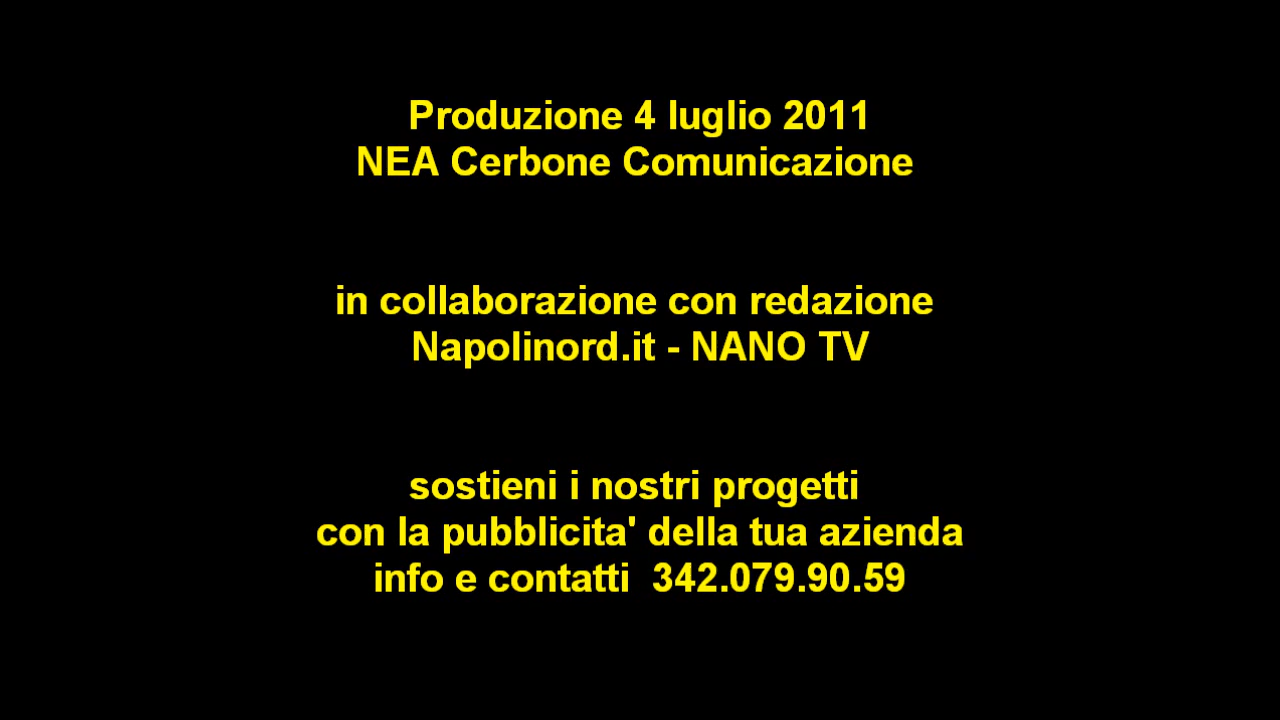 Produzione 4 luglio 2011
NEA Cerbone Comunicazione
in collaborazione con redazione
Napolinord.it - NANO TV
sostieni i nostri progetti
con la pubblicita' della tua azienda
info e contatti  342.079.90.59